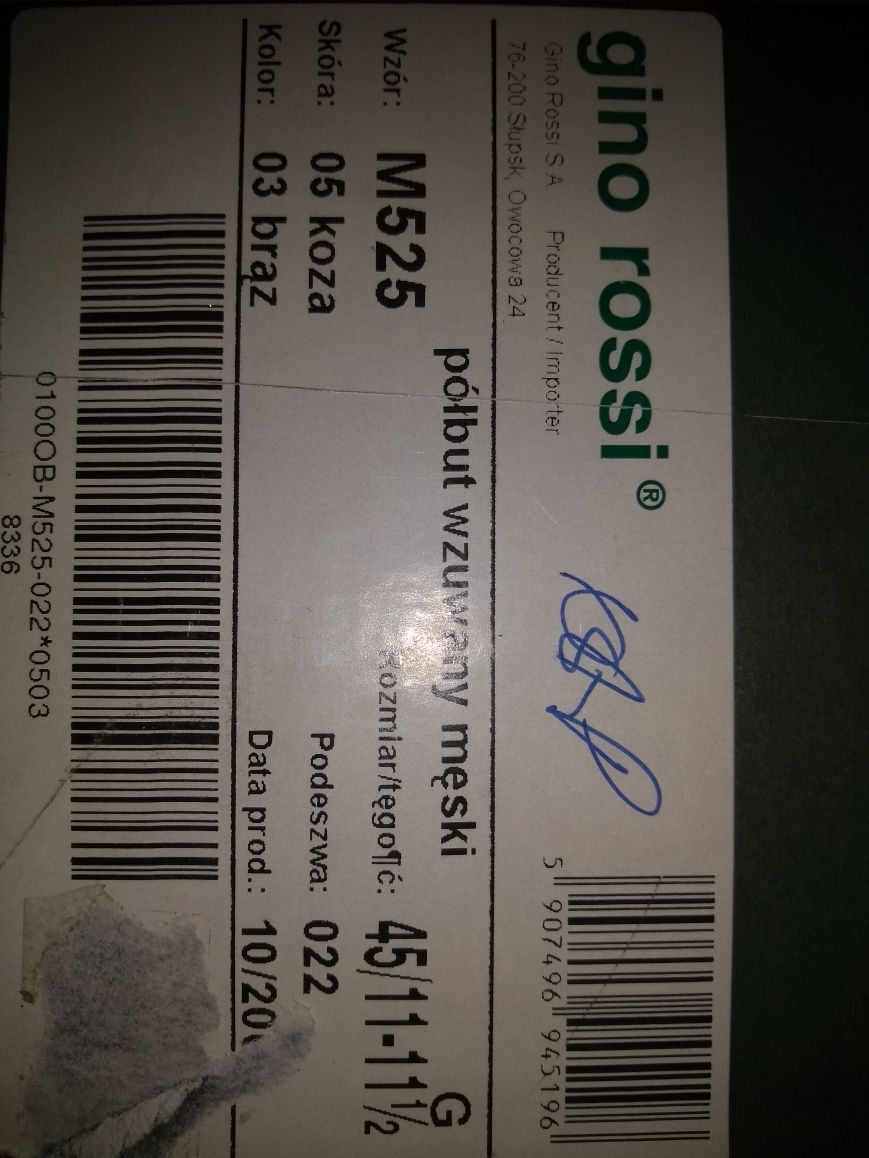 gino rossi ®
Gino Rossi S A Producent / Importer
76-200 Słupsk, Owocowa 24
5 907496 945196
półbut wzuwany męski
G
Wzór: M525 Rozmiar/tęgo¶ć: 45/11-11½
Skóra: 05 koza Podeszwa: 022
Kolor: 03 brąz Data prod.: 10/20
0100OB-M525-022*0503
8336